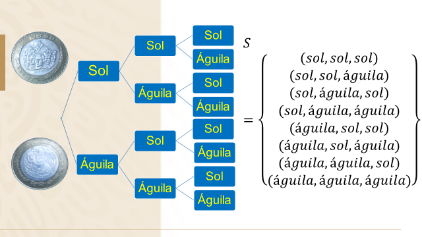 Sol
Águila
Sol
Águila
Sol
Águila
Sol
Águila
Sol
Águila
Sol
Águila
Sol
Águila
S
=
(sol, sol, sol)
(sol, sol, águila)
(sol, águila, sol)
(sol, águila, águila)
(águila, sol, sol)
(águila, sol, águila)
(águila, águila, sol)
(águila, águila, águila)